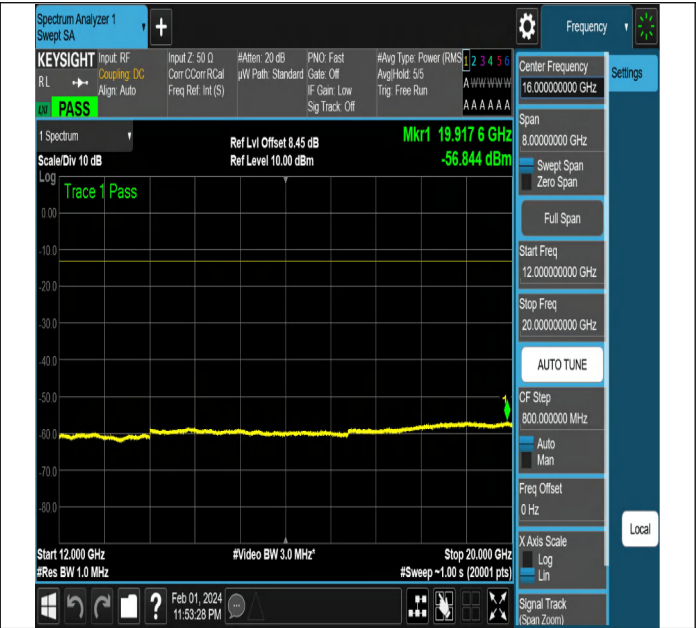 Spectrum Analyzer 1
Swept SA
+
Frequency
KEYSIGHT
Input: RF
Coupling: DC
Align: Auto
Input Z: 50 Ω
Corr CCorr RCal
Freq Ref: Int (S)
#Atten: 20 dB
µW Path: Standard
PNO: Fast
Gate: Off
IF Gain: Low
Sig Track: Off
#Avg Type: Power (RMS
Avg|Hold: 5/5
Trig: Free Run
1 2 3 4 5 6
A W W W W W
A A A A A A
R L
LXI
PASS
Center Frequency
16.000000000 GHz
Settings
Span
8.00000000 GHz
Swept Span
Zero Span
Full Span
Start Freq
12.000000000 GHz
Stop Freq
20.000000000 GHz
AUTO TUNE
CF Step
800.000000 MHz
Auto
Man
Freq Offset
0 Hz
X Axis Scale
Log
Lin
Signal Track
(Span Zoom)
Local
1 Spectrum
Scale/Div 10 dB
Log
Ref Lvl Offset 8.45 dB
Ref Level 10.00 dBm
Mkr1 19.917 6 GHz
-56.844 dBm
Trace 1 Pass
0.00
-10.0
-20.0
-30.0
-40.0
-50.0
-60.0
-70.0
-80.0
1
Start 12.000 GHz
#Res BW 1.0 MHz
#Video BW 3.0 MHz*
Stop 20.000 GHz
#Sweep ~1.00 s (20001 pts)
?
Feb 01, 2024
11:53:28 PM